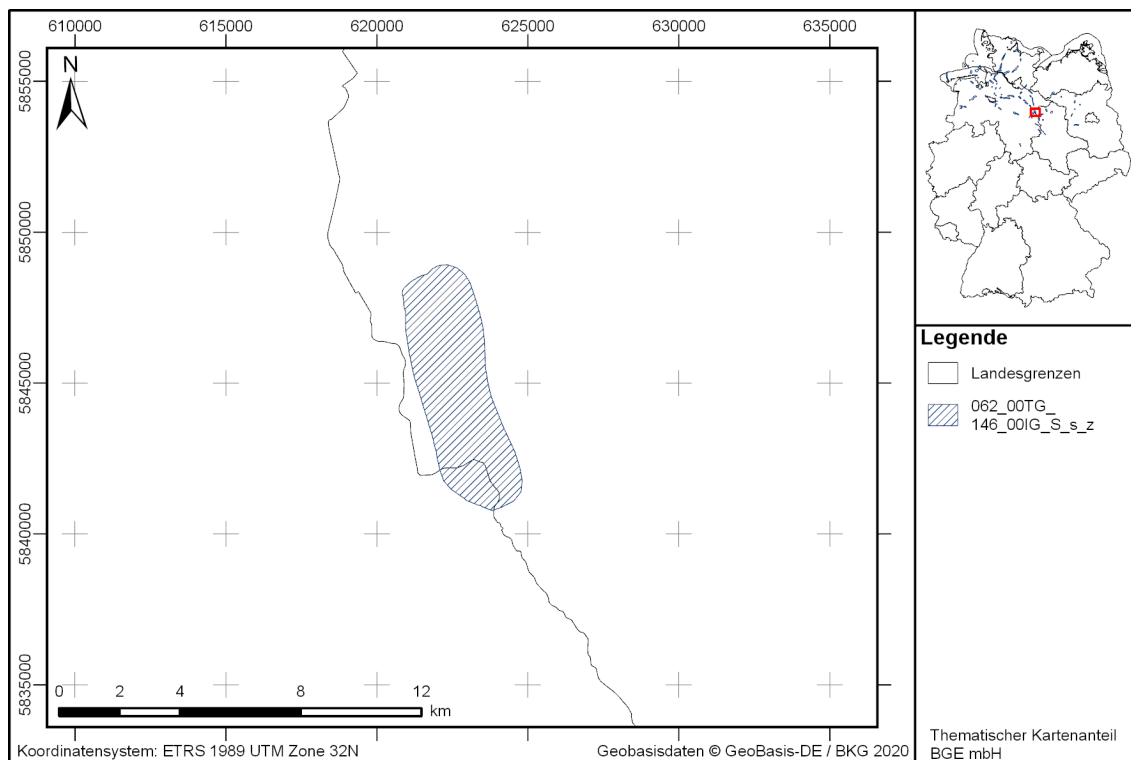 610000 615000 620000 625000 630000 635000
N
5855000
5850000
5845000
5840000
5835000
0 2 4 8 12
km
Koordinatensystem: ETRS 1989 UTM Zone 32N
Geobasisdaten © GeoBasis-DE / BKG 2020
Legende
Landesgrenzen
062_00TG_
146_00IG_S_s_z
Thematischer Kartenanteil
BGE mbH